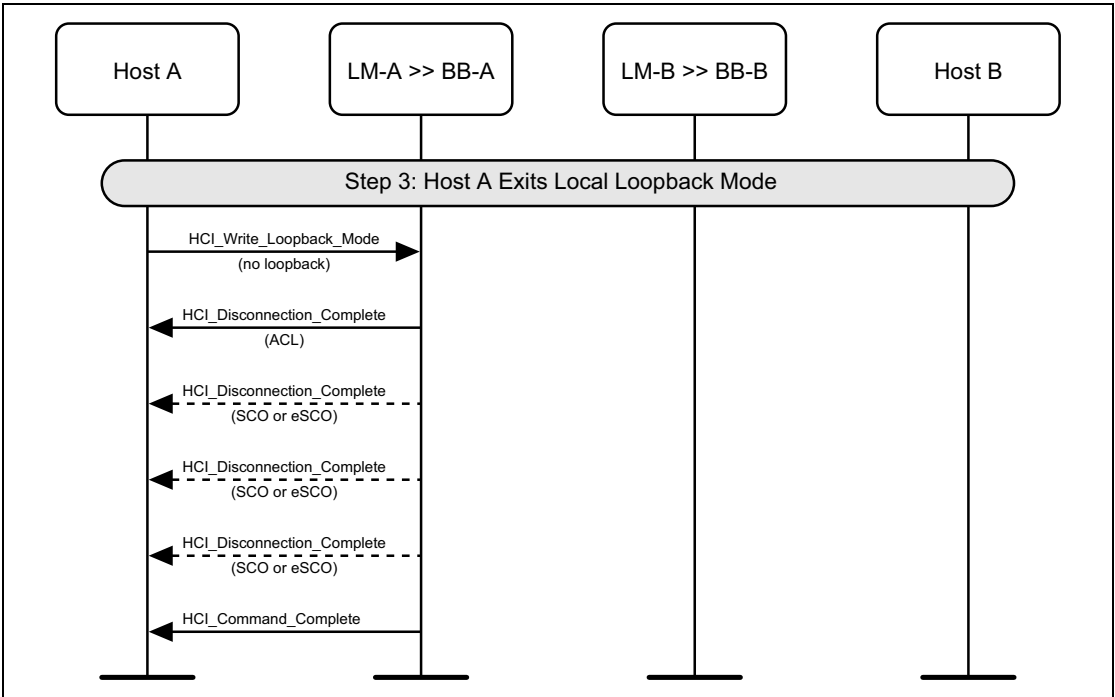 Host A
LM-A >> BB-A
LM-B >> BB-B
Host B
Step 3: Host A Exits Local Loopback Mode
HCI_Write_Loopback_Mode
(no loopback)
HCI_Disconnection_Complete
(ACL)
HCI_Disconnection_Complete
(SCO or eSCO)
HCI_Disconnection_Complete
(SCO or eSCO)
HCI_Disconnection_Complete
(SCO or eSCO)
HCI_Command_Complete